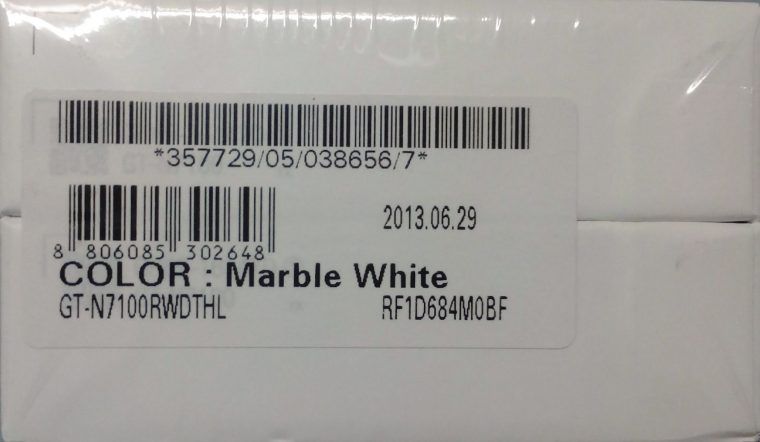 *357729/05/038656/7*
2013.06.29
8 806085 302648
COLOR : Marble White
GT-N7100RWDTHL RF1D684M0BF